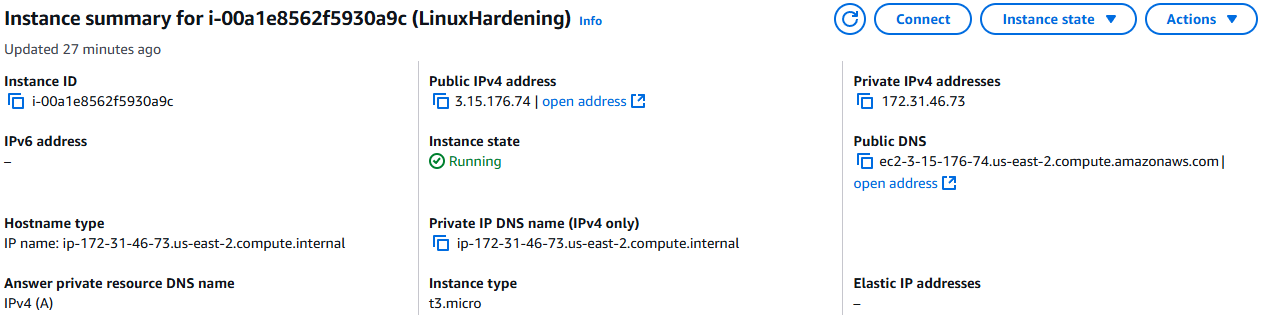 Instance summary for i-00a1e8562f5930a9c (LinuxHardening) Info
Connect
Instance state
Actions
Updated 27 minutes ago
Instance ID
i-00a1e8562f5930a9c
Public IPv4 address
3.15.176.74 | open address
Private IPv4 addresses
172.31.46.73
IPv6 address
–
Instance state
Running
Public DNS
ec2-3-15-176-74.us-east-2.compute.amazonaws.com |
open address
Hostname type
IP name: ip-172-31-46-73.us-east-2.compute.internal
Private IP DNS name (IPv4 only)
ip-172-31-46-73.us-east-2.compute.internal
Answer private resource DNS name
IPv4 (A)
Instance type
t3.micro
Elastic IP addresses
–